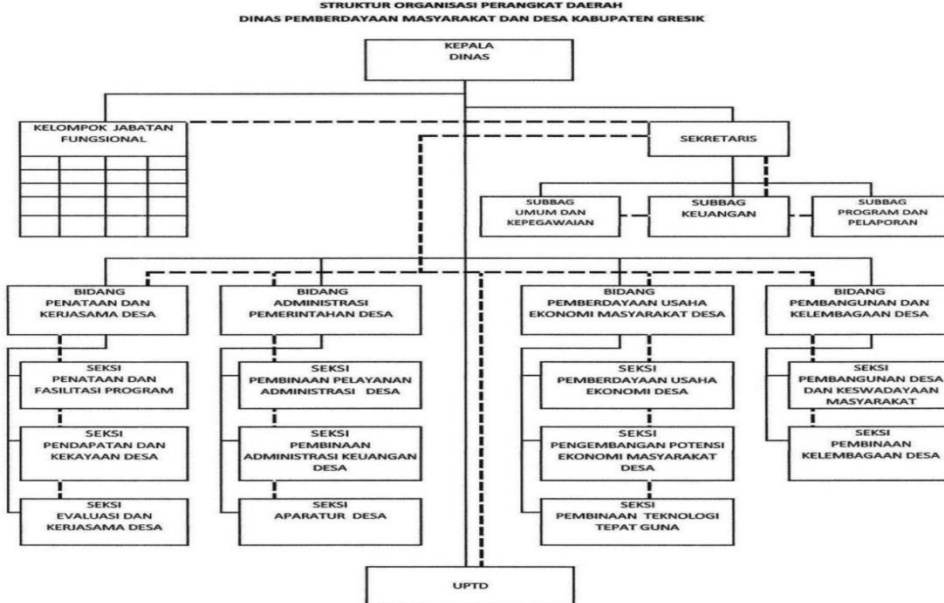 STRUKTUR ORGANISASI PERANGKAT DAERAH
DINAS PEMBERDAYAAN MASYARAKAT DAN DESA KABUPATEN GRESIK
KEPALA
DINAS
KELOMPOK JABATAN
FUNGSIONAL
SEKRETARIS
SUBBAG
UMUM DAN
KEPEGAWAIAN
SUBBAG
KEUANGAN
SUBBAG
PROGRAM DAN
PELAPORAN
BIDANG
PENATAAN DAN
KERJASAMA DESA
BIDANG
ADMINISTRASI
PEMERINTAHAN DESA
BIDANG
PEMBERDAYAAN USAHA
EKONOMI MASYARAKAT DESA
BIDANG
PEMBANGUNAN DAN
KELEMBAGAAN DESA
SEKSI
PENATAAN DAN
FASILITASI PROGRAM
SEKSI
PEMBINAAN PELAYANAN
ADMINISTRASI DESA
SEKSI
PEMBERDAYAAN USAHA
EKONOMI DESA
SEKSI
PEMBANGUNAN DESA
DAN KESWADAYAAN
MASYARAKAT
SEKSI
PENDAPATAN DAN
KEKAYAAN DESA
SEKSI
PEMBINAAN
ADMINISTRASI KEUANGAN
DESA
SEKSI
PENGEMBANGAN POTENSI
EKONOMI MASYARAKAT
DESA
SEKSI
PEMBINAAN
KELEMBAGAAN DESA
SEKSI
EVALUASI DAN
KERJASAMA DESA
SEKSI
APARATUR DESA
SEKSI
PEMBINAAN TEKNOLOGI
TEPAT GUNA
UPTD